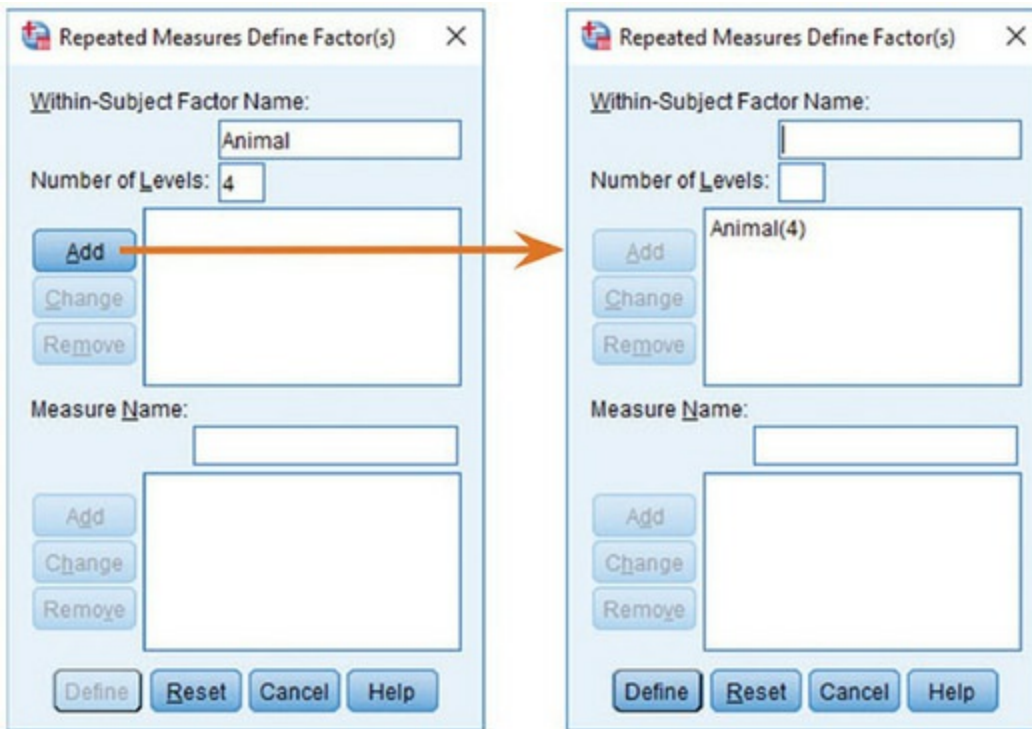 Repeated Measures Define Factor(s)
Within-Subject Factor Name:
Animal
Number of Levels: 4
Add
Change
Remove
Measure Name:
Add
Change
Remove
Define Reset Cancel Help
Repeated Measures Define Factor(s)
Within-Subject Factor Name:
Number of Levels:
Animal(4)
Add
Change
Remove
Measure Name:
Add
Change
Remove
Define Reset Cancel Help